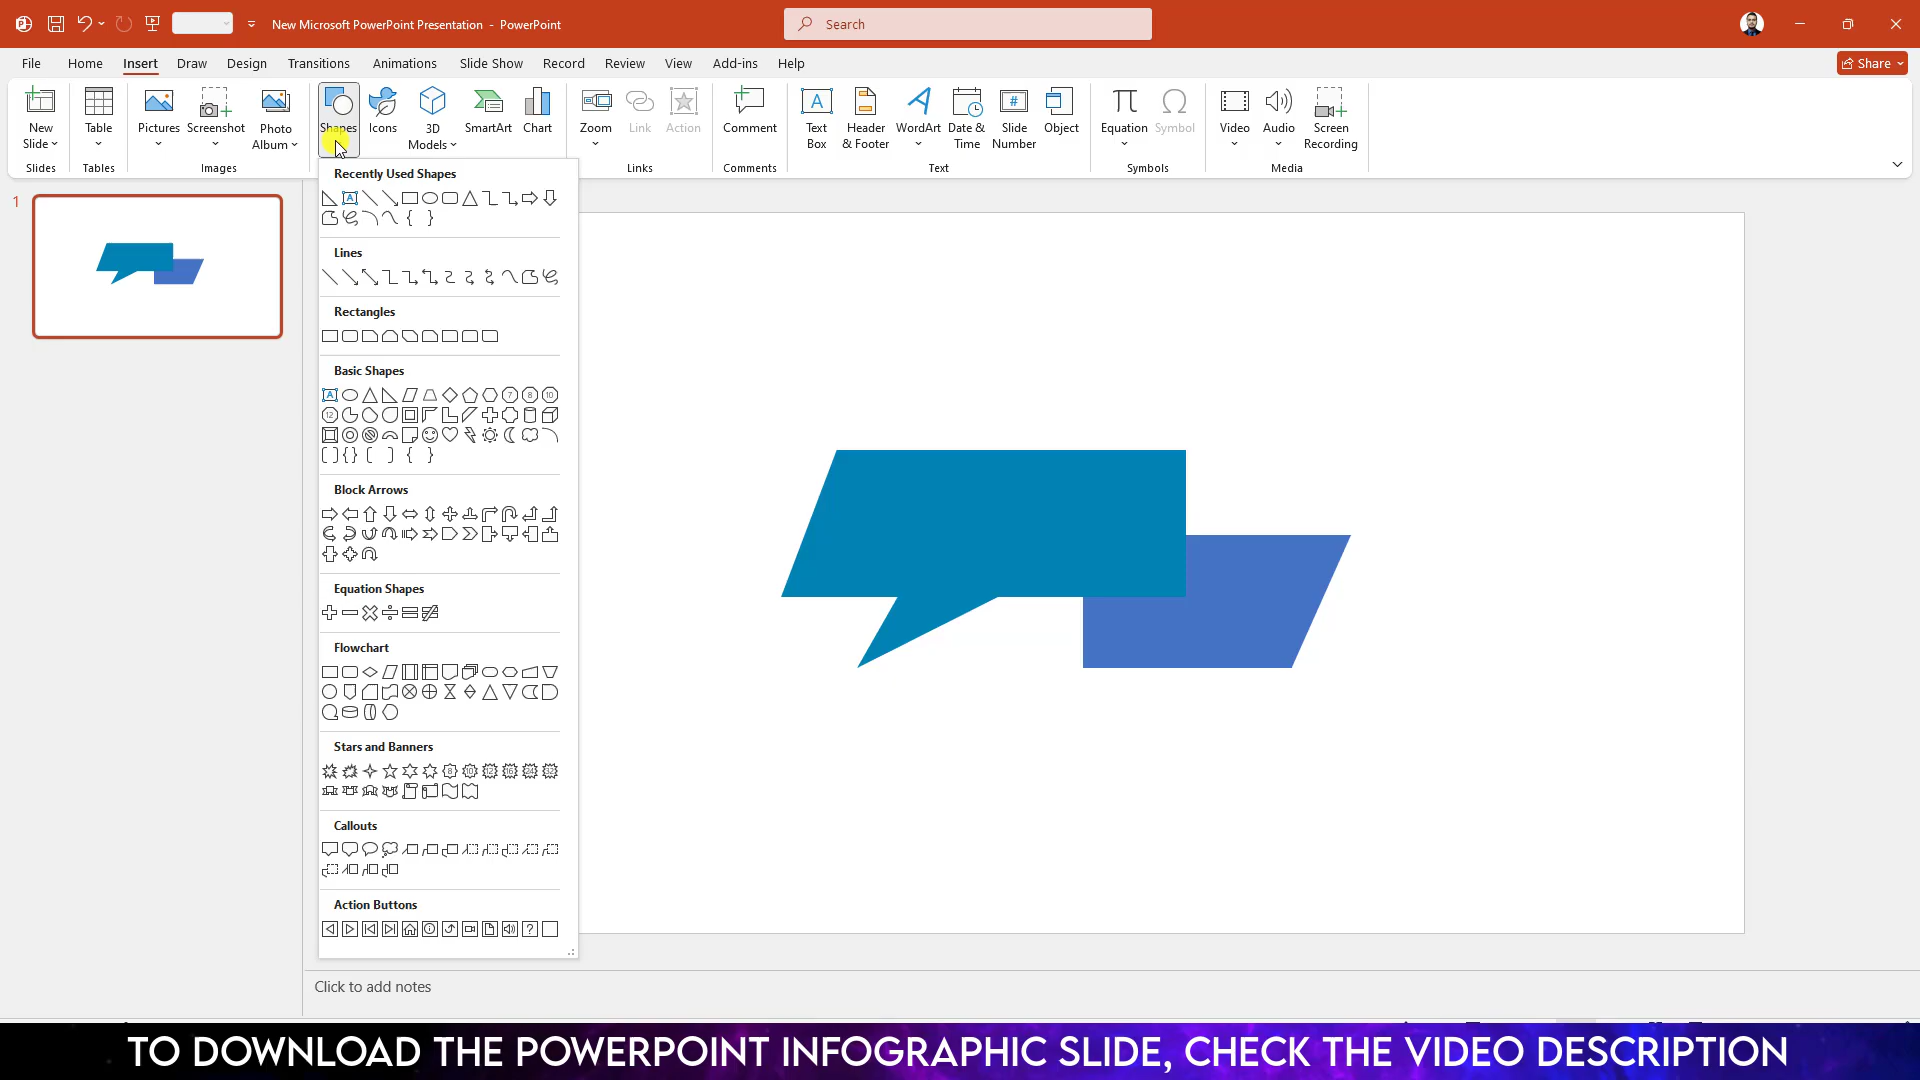 New Microsoft PowerPoint Presentation - PowerPoint
Search
File Home Insert Draw Design Transitions Animations Slide Show Record Review View Add-ins Help
Share
New Slide
Table
Pictures
Screenshot
Photo Album
Shapes
Icons
3D Models
SmartArt
Chart
Zoom
Link
Action
Comment
Text Box
Header & Footer
WordArt
Date & Time
Slide Number
Object
Equation
Symbol
Video
Audio
Screen Recording
Slides Tables Images Links Comments Text Symbols Media
1
Recently Used Shapes
Lines
Rectangles
Basic Shapes
Block Arrows
Equation Shapes
Flowchart
Stars and Banners
Callouts
Action Buttons
Click to add notes
TO DOWNLOAD THE POWERPOINT INFOGRAPHIC SLIDE, CHECK THE VIDEO DESCRIPTION